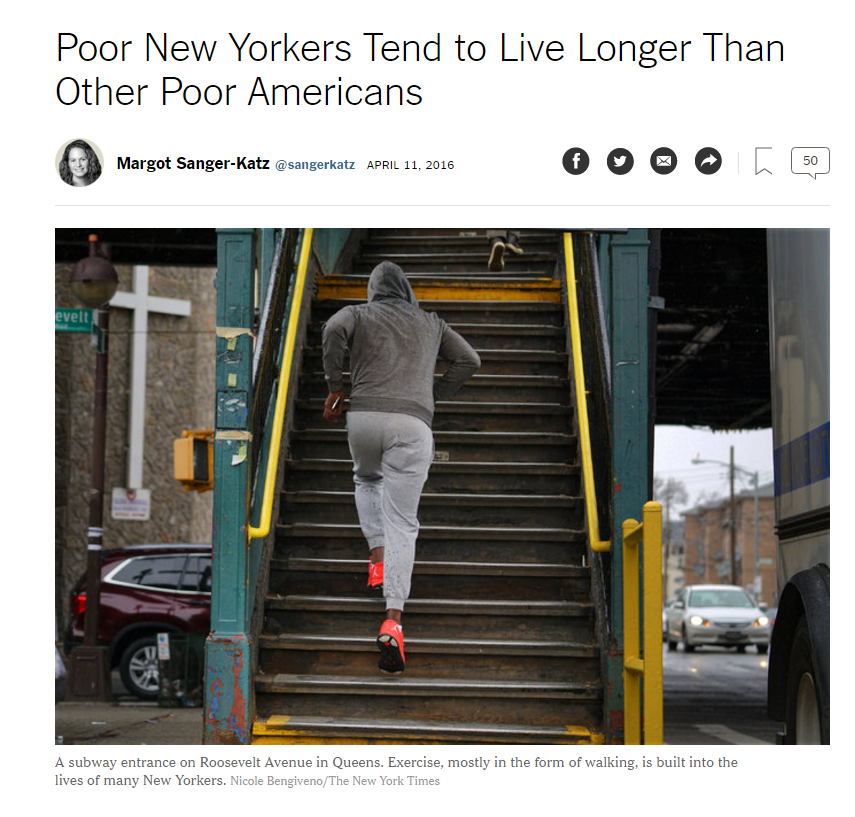 Poor New Yorkers Tend to Live Longer Than
Other Poor Americans
Margot Sanger-Katz @sangerkatz APRIL 11, 2016
50
evelt
A subway entrance on Roosevelt Avenue in Queens. Exercise, mostly in the form of walking, is built into the
lives of many New Yorkers. Nicole Bengiveno/The New York Times